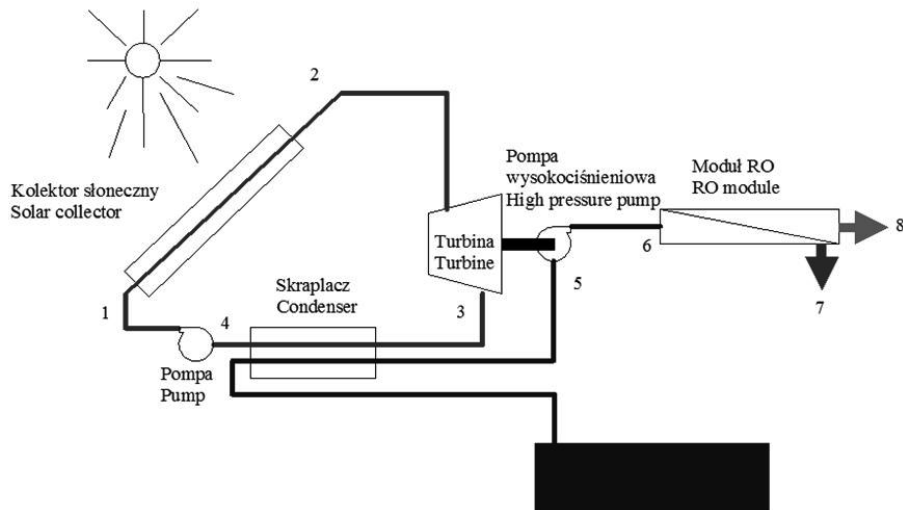 2
Kolektor słoneczny
Solar collector
Pompa
wysokociśnieniowa
High pressure pump
Moduł RO
RO module
Turbina
Turbine
8
6
5
7
Skraplacz
Condenser
3
1
4
Pompa
Pump